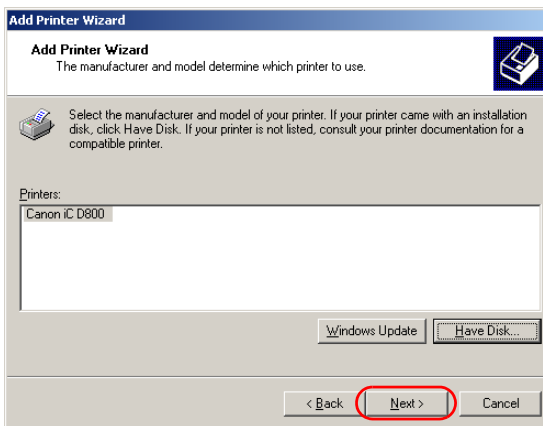 Add Printer Wizard
Add Printer Wizard
The manufacturer and model determine which printer to use.
Select the manufacturer and model of your printer. If your printer came with an installation
disk, click Have Disk. If your printer is not listed, consult your printer documentation for a
compatible printer.
Printers:
Canon iC D800
Windows Update
Have Disk...
< Back
Next >
Cancel